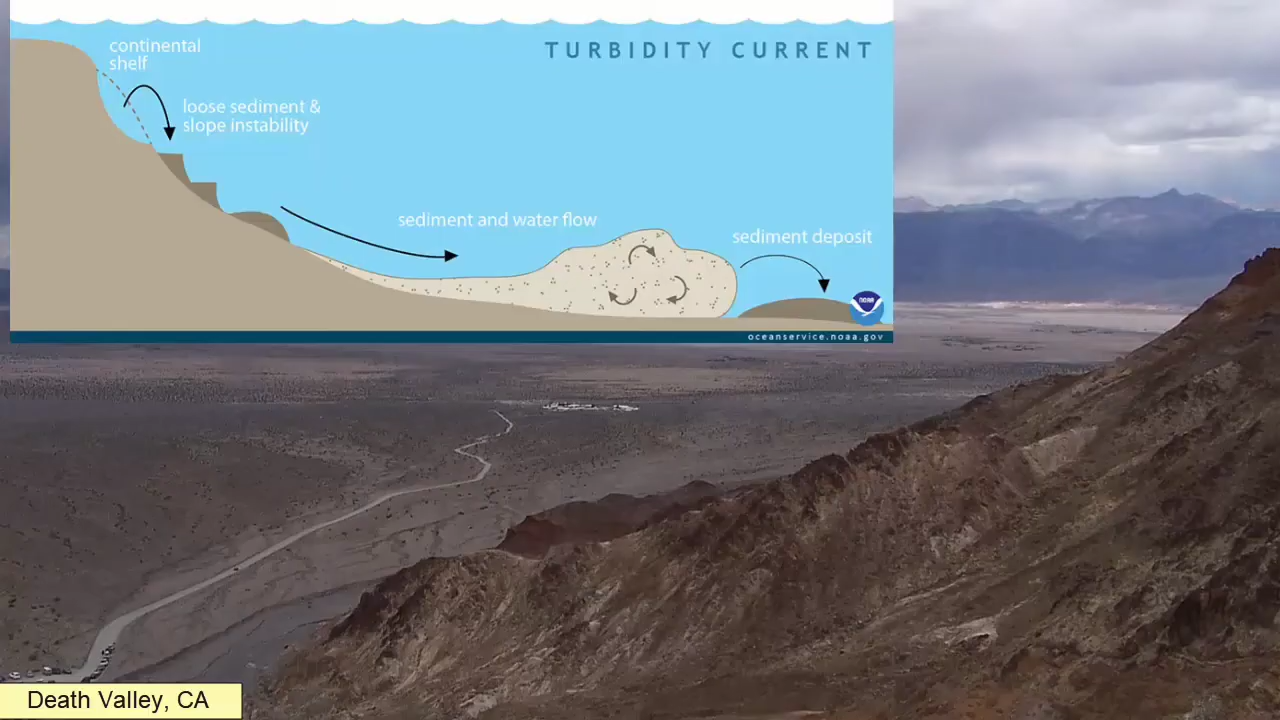 TURBIDITY CURRENT
continental
shelf
loose sediment &
slope instability
sediment and water flow
sediment deposit
noaa
oceanservice.noaa.gov
Death Valley, CA